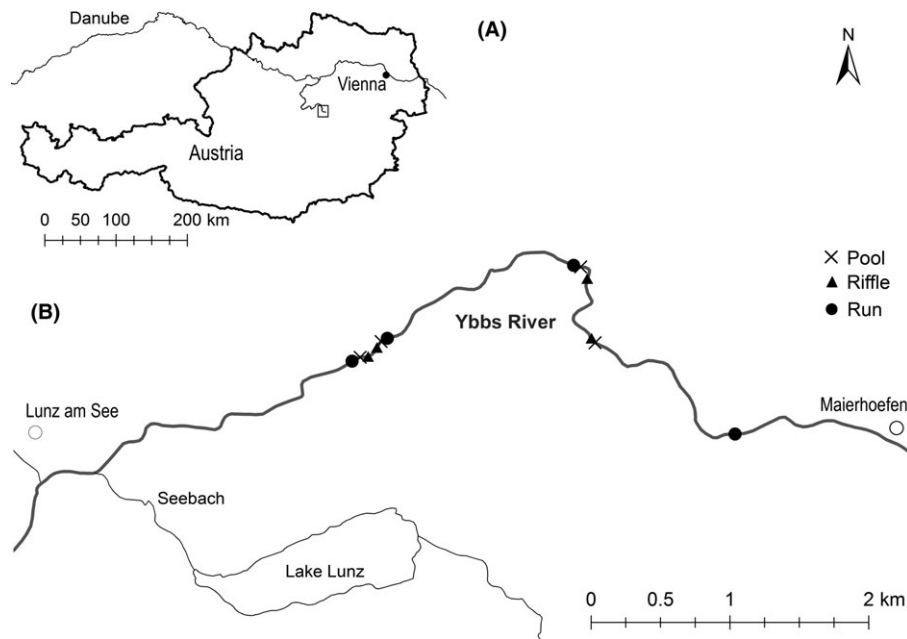 Danube
(A)
N
Vienna
Austria
0 50 100 200 km
Pool
Riffle
Run
(B)
Ybbs River
Lunz am See
Maierhoefen
Seebach
Lake Lunz
0 0.5 1 2 km